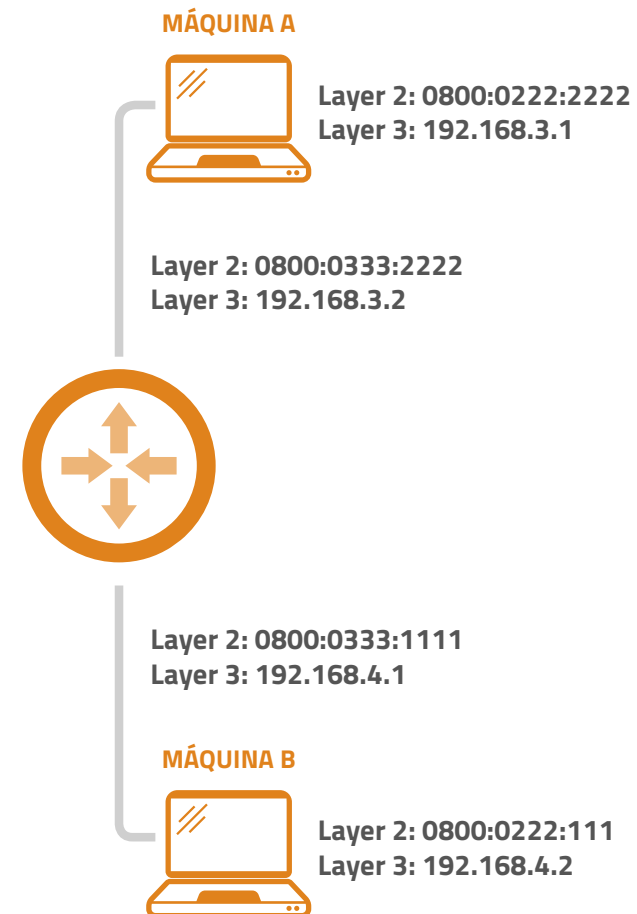 MÁQUINA A
Layer 2: 0800:0222:2222
Layer 3: 192.168.3.1
Layer 2: 0800:0333:2222
Layer 3: 192.168.3.2
Layer 2: 0800:0333:1111
Layer 3: 192.168.4.1
MÁQUINA B
Layer 2: 0800:0222:111
Layer 3: 192.168.4.2